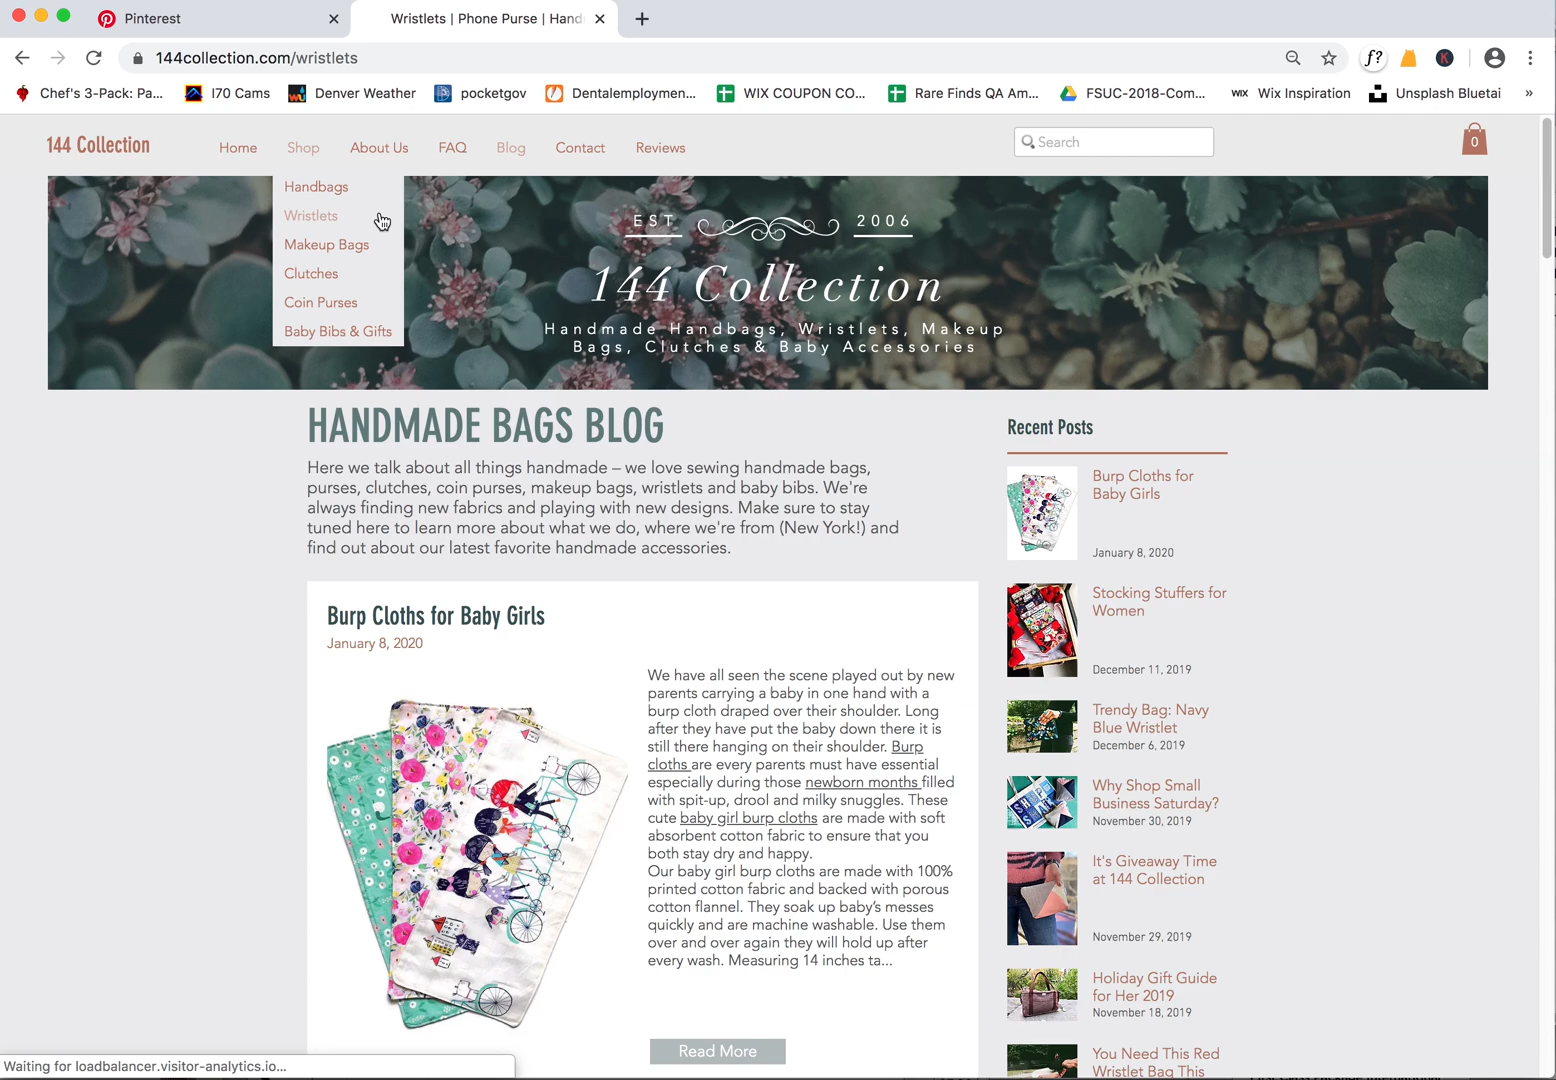 Pinterest
Wristlets | Phone Purse | Hand
144collection.com/wristlets
f?
K
Chef's 3-Pack: Pa...
I70 Cams
Denver Weather
pocketgov
Dentalemploymen...
WIX COUPON CO...
Rare Finds QA Am...
FSUC-2018-Com...
WIX
Wix Inspiration
Unsplash Bluetai
»
144 Collection
Home
Shop
About Us
FAQ
Blog
Contact
Reviews
Search
0
Handbags
Wristlets
Makeup Bags
Clutches
Coin Purses
Baby Bibs & Gifts
EST 2006
144 Collection
Handmade Handbags, Wristlets, Makeup
Bags, Clutches & Baby Accessories
HANDMADE BAGS BLOG
Here we talk about all things handmade – we love sewing handmade bags,
purses, clutches, coin purses, makeup bags, wristlets and baby bibs. We're
always finding new fabrics and playing with new designs. Make sure to stay
tuned here to learn more about what we do, where we're from (New York!) and
find out about our latest favorite handmade accessories.
Burp Cloths for Baby Girls
January 8, 2020
We have all seen the scene played out by new
parents carrying a baby in one hand with a
burp cloth draped over their shoulder. Long
after they have put the baby down there it is
still there hanging on their shoulder. Burp
cloths are every parents must have essential
especially during those newborn months filled
with spit-up, drool and milky snuggles. These
cute baby girl burp cloths are made with soft
absorbent cotton fabric to ensure that you
both stay dry and happy.
Our baby girl burp cloths are made with 100%
printed cotton fabric and backed with porous
cotton flannel. They soak up baby's messes
quickly and are machine washable. Use them
over and over again they will hold up after
every wash. Measuring 14 inches ta...
Read More
Recent Posts
Burp Cloths for
Baby Girls
January 8, 2020
Stocking Stuffers for
Women
December 11, 2019
Trendy Bag: Navy
Blue Wristlet
December 6, 2019
Why Shop Small
Business Saturday?
November 30, 2019
It's Giveaway Time
at 144 Collection
November 29, 2019
Holiday Gift Guide
for Her 2019
November 18, 2019
You Need This Red
Wristlet Bag This
Waiting for loadbalancer.visitor-analytics.io...